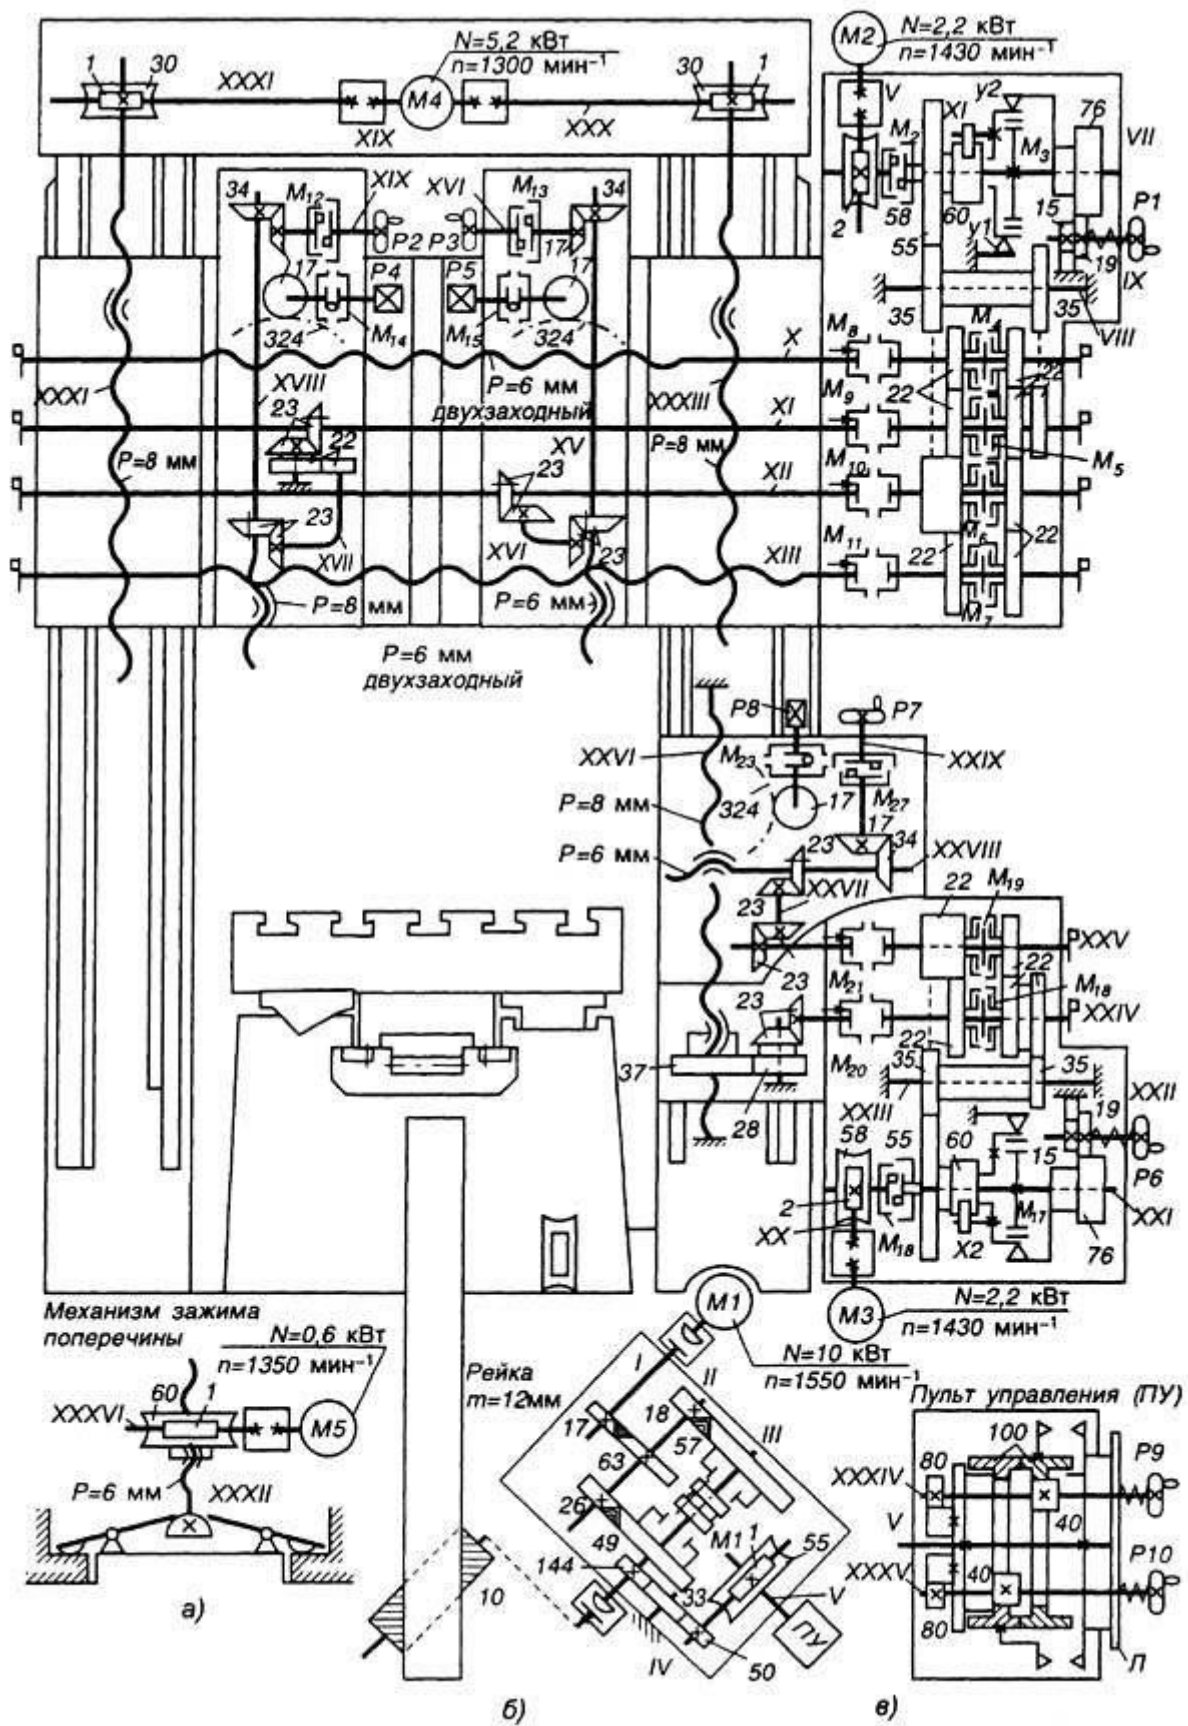 N=5,2 кВт
n=1300 мин⁻¹
M4
1
30
XXXI
XIX
XXX
30
1
M2
N=2,2 кВт
n=1430 мин⁻¹
V
M₂
XI
y2
76
VII
M₃
2
58
55
60
y1
15
19
P1
IX
35
35
VIII
34
M₁₂
XIX
P2
P3
XVI
M₁₃
34
17
17
17
P4
P5
324
M₁₄
M₁₅
324
X
M₈
M₄
P=6 мм
двухзаходный
XXXI
XVIII
23
22
XXXIII
XI
M₉
22
22
P=8 мм
XV
23
P=8 мм
XII
M₁₀
M₅
23
XVII
XVI
23
XIII
M₁₁
22
M₆
22
M₇
P=8 мм
P=6 мм
P=6 мм
двухзаходный
P8
P7
XXVI
M₂₃
XXIX
324
17
M₂₇
P=8 мм
17
34
P=6 мм
23
XXVIII
XXVII
22
M₁₉
23
XXV
23
M₂₁
22
M₁₈
23
XXIV
22
37
28
M₂₀
35
35
XXIII
XXII
19
58
55
60
15
P6
2
XX
M₁₈
X2
M₁₇
XXI
76
M3
N=2,2 кВт
n=1430 мин⁻¹
Механизм зажима
поперечины
N=0,6 кВт
n=1350 мин⁻¹
60
1
XXXVI
M5
P=6 мм
XXXII
а)
Рейка
m=12мм
M1
N=10 кВт
n=1550 мин⁻¹
I
II
III
17
18
57
63
26
49
144
M1
1
55
33
V
ПУ
IV
50
10
б)
Пульт управления (ПУ)
100
80
P9
XXXIV
40
V
P10
XXXV
40
80
Л
в)